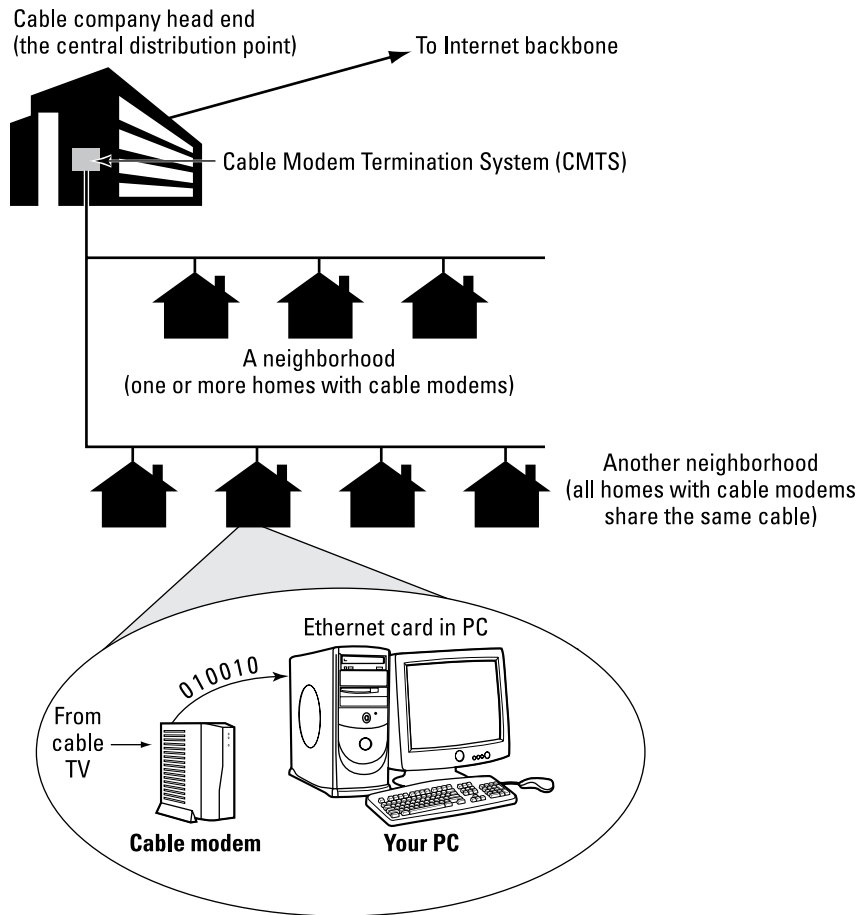 Cable company head end
(the central distribution point)
To Internet backbone
Cable Modem Termination System (CMTS)
A neighborhood
(one or more homes with cable modems)
Another neighborhood
(all homes with cable modems
share the same cable)
Ethernet card in PC
010010
From
cable
TV
Cable modem
Your PC